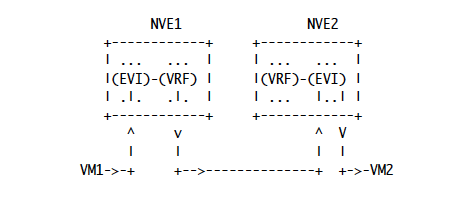 NVE1 NVE2
+------------+ +------------+
| ... ... | | ... ... |
|(EVI)-(VRF) | |(VRF)-(EVI) |
| .|. .|. | | ... |..| |
+------------+ +------------+
^ v ^ V
| | | |
VM1->-+ +-->--------------+ +->-VM2